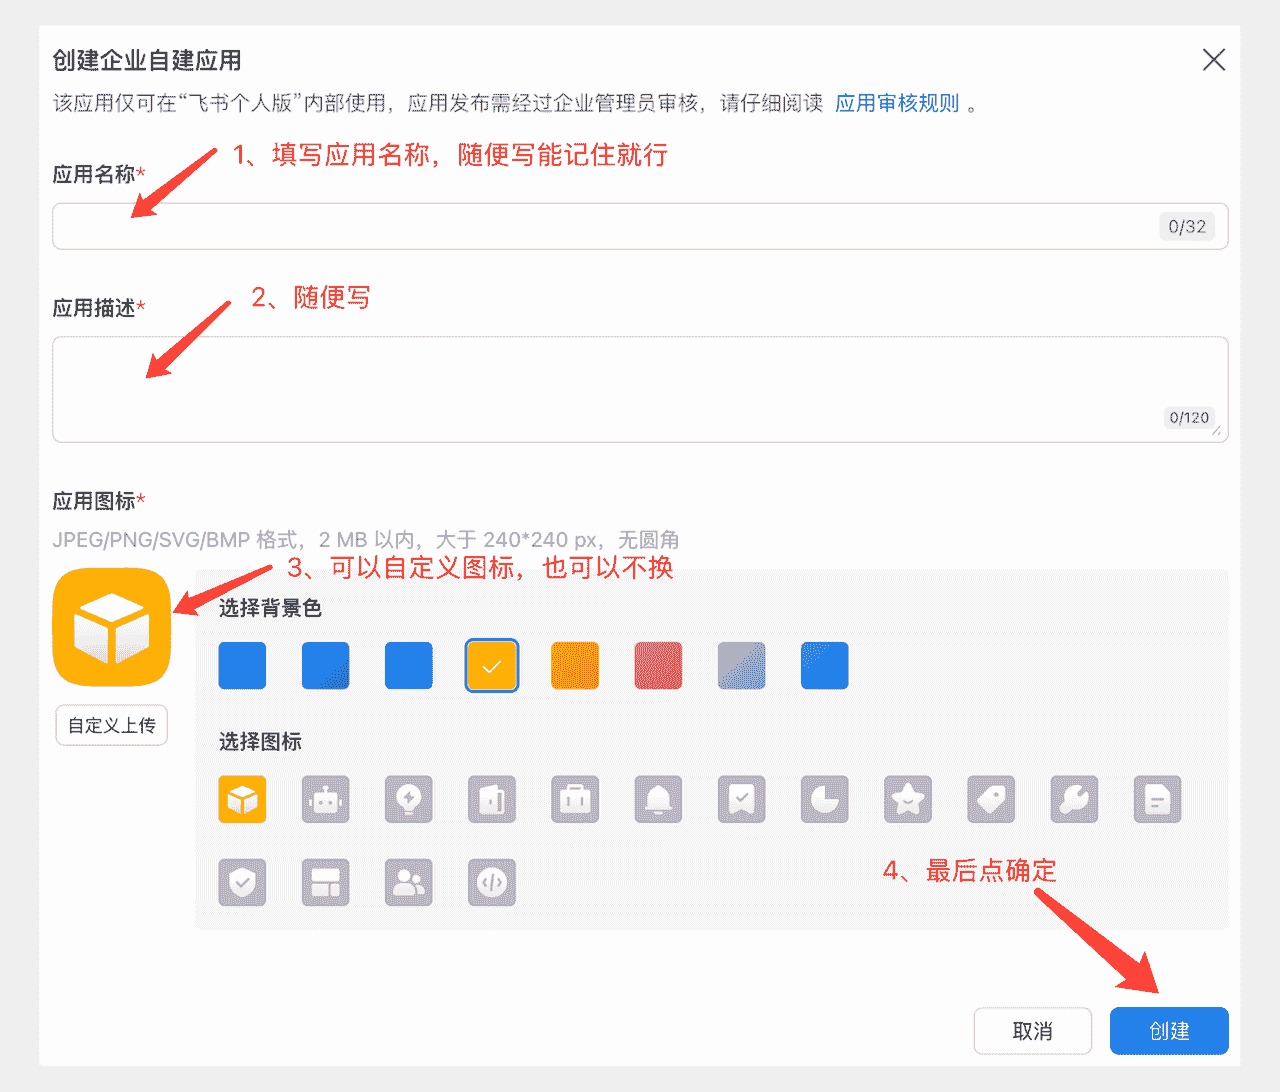 创建企业自建应用
该应用仅可在“飞书个人版”内部使用，应用发布需经过企业管理员审核，请仔细阅读 应用审核规则 。
1、填写应用名称，随便写能记住就行
应用名称*
0/32
2、随便写
应用描述*
0/120
应用图标*
JPEG/PNG/SVG/BMP 格式，2 MB 以内，大于 240*240 px，无圆角
3、可以自定义图标，也可以不换
选择背景色
自定义上传
选择图标
4、最后点确定
取消
创建